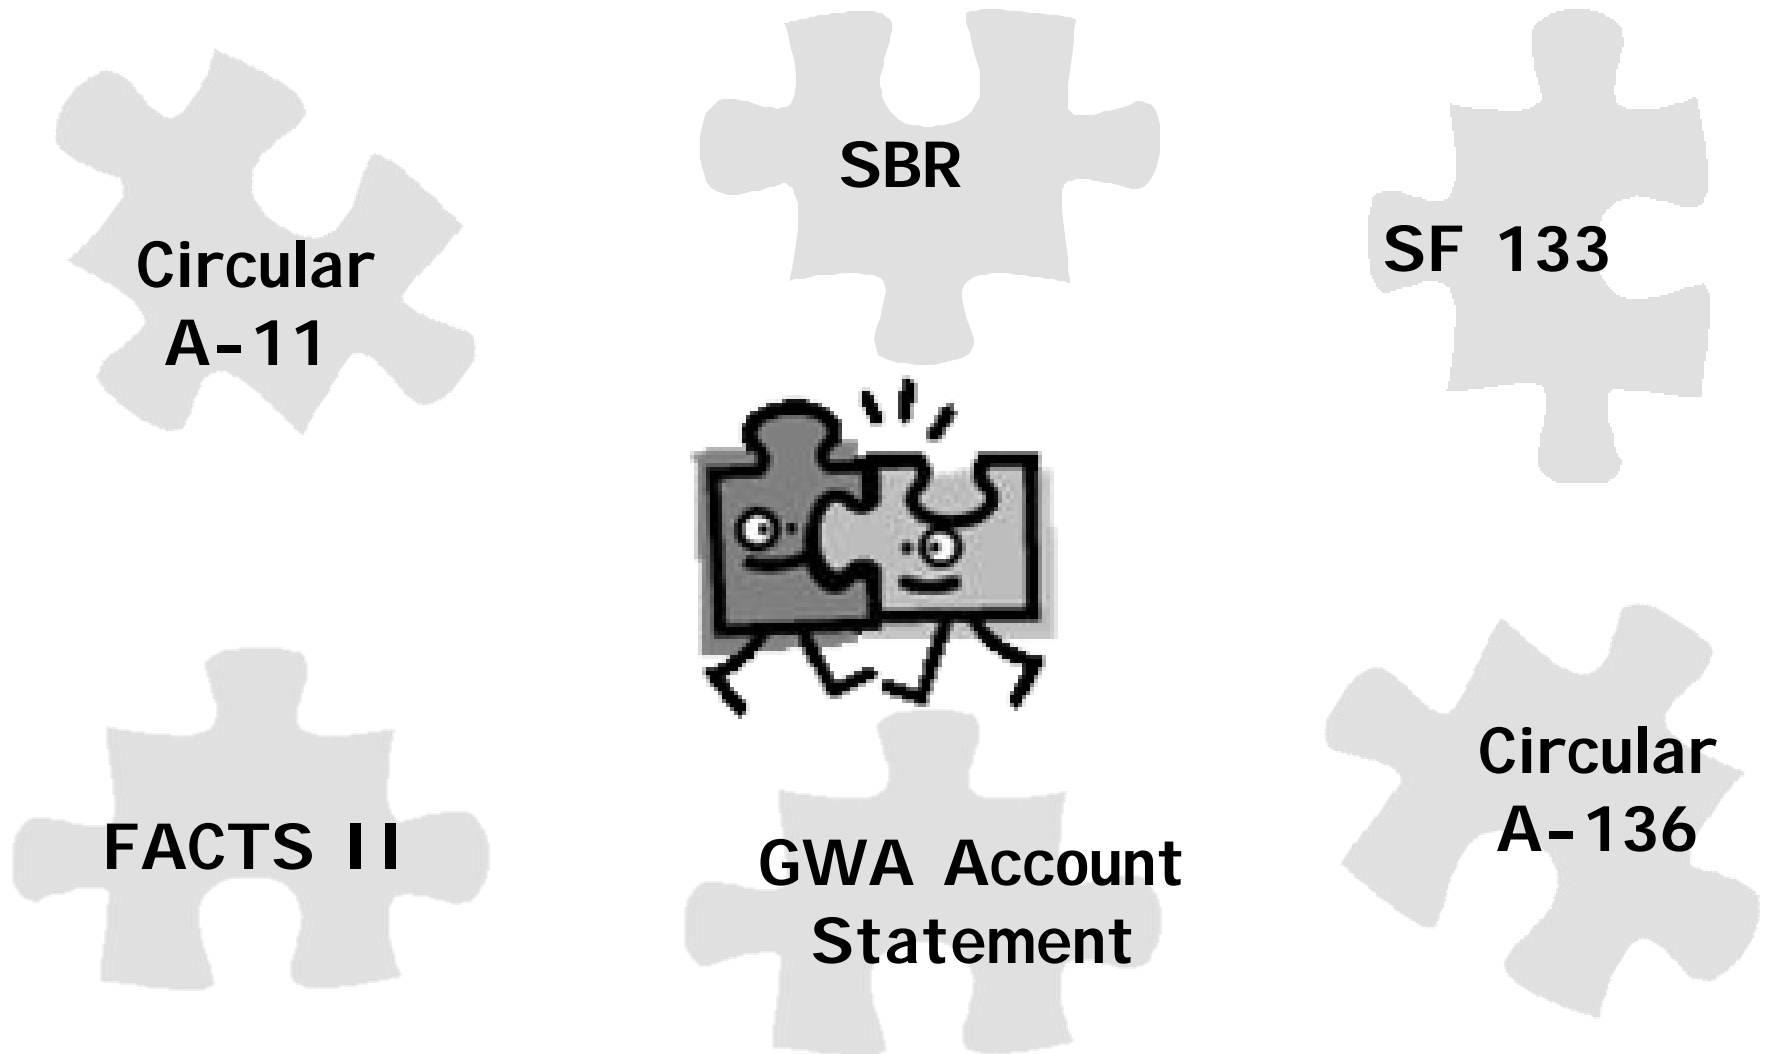 SBR
Circular
A-11
SF 133
FACTS II
GWA Account
Statement
Circular
A-136